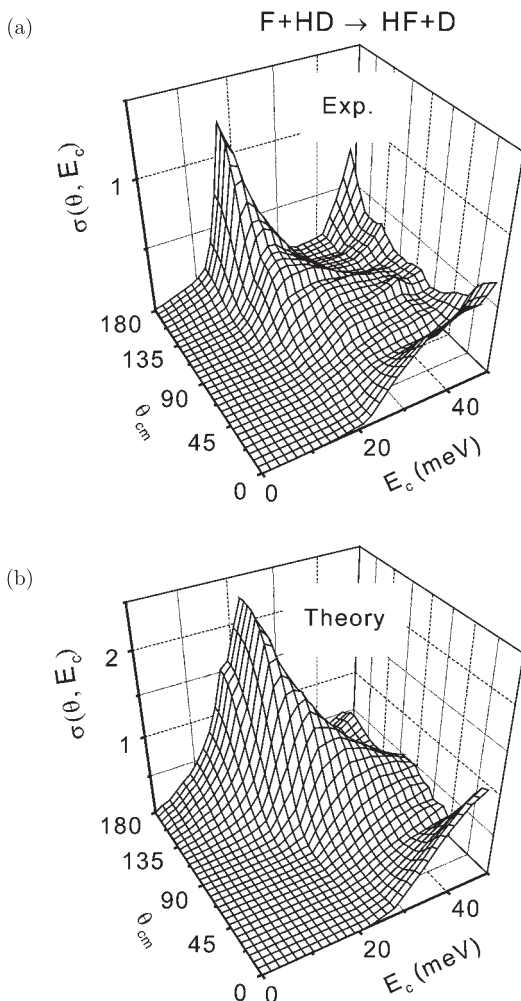 (a)
F+HD → HF+D
Exp.
σ(θ, E_c)
1
180
135
90
45
0
θ_cm
0
20
40
E_c (meV)
(b)
Theory
σ(θ, E_c)
2
1
180
135
90
45
0
θ_cm
0
20
40
E_c (meV)